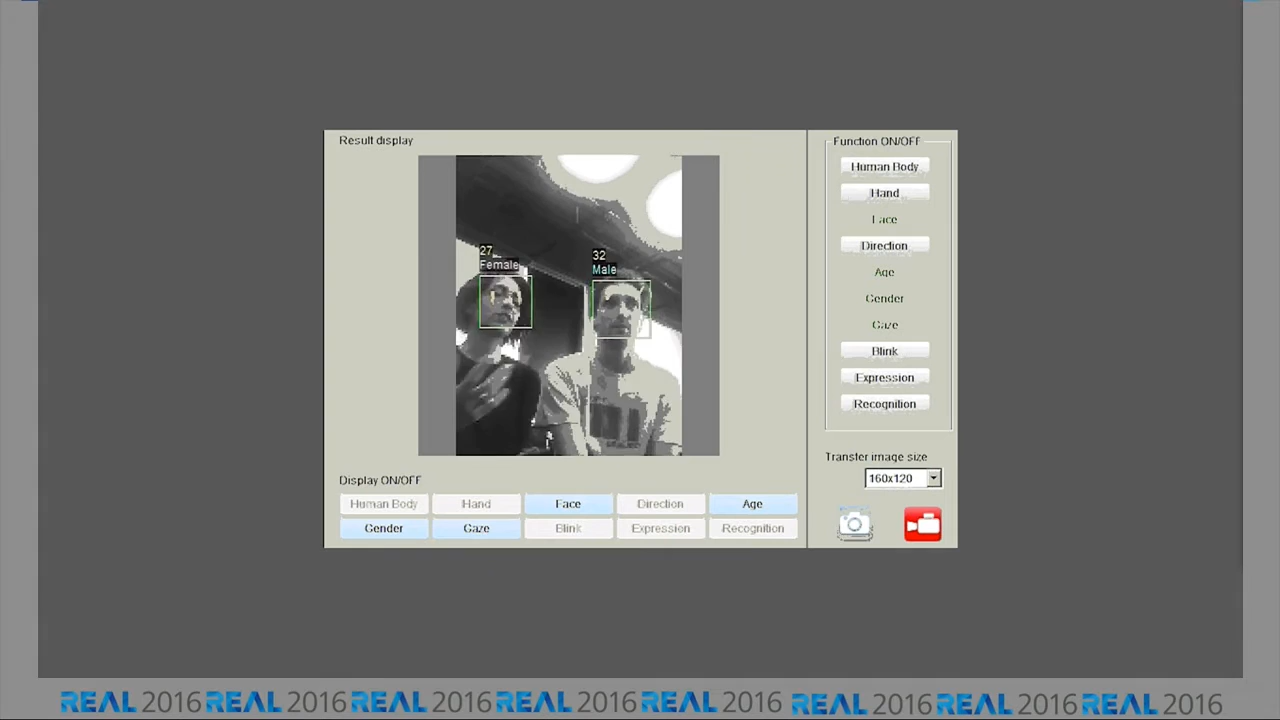 Result display
27
Female
32
Male
Display ON/OFF
Human Body Hand Face Direction Age
Gender Gaze Blink Expression Recognition
Function ON/OFF
Human Body
Hand
Face
Direction
Age
Gender
Gaze
Blink
Expression
Recognition
Transfer image size
160x120
REAL 2016 REAL 2016 REAL 2016 REAL 2016 REAL 2016 REAL 2016 REAL 2016 REAL 2016